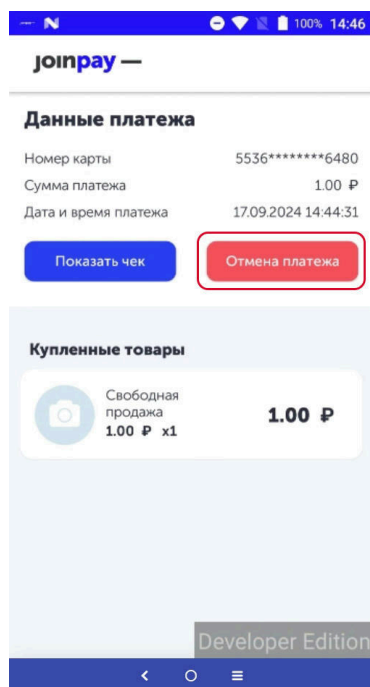 100% 14:46
joinpay —
Данные платежа
Номер карты 5536********6480
Сумма платежа 1.00 ₽
Дата и время платежа 17.09.2024 14:44:31
Показать чек Отмена платежа
Купленные товары
Свободная
продажа
1.00 ₽ x1
1.00 ₽
Developer Edition